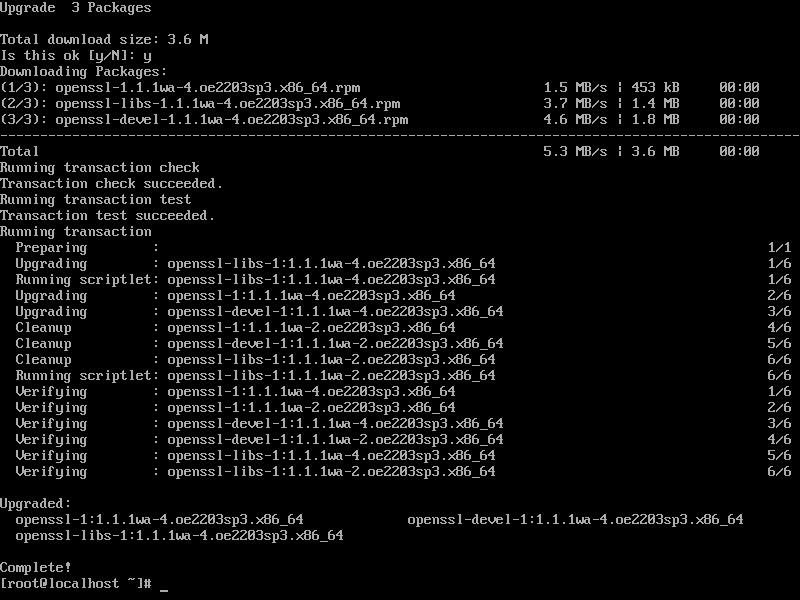 Upgrade  3 Packages

Total download size: 3.6 M
Is this ok [y/N]: y
Downloading Packages:
(1/3): openssl-1.1.1wa-4.oe2203sp3.x86_64.rpm                       1.5 MB/s | 453 kB     00:00
(2/3): openssl-libs-1.1.1wa-4.oe2203sp3.x86_64.rpm                  3.7 MB/s | 1.4 MB     00:00
(3/3): openssl-devel-1.1.1wa-4.oe2203sp3.x86_64.rpm                 4.6 MB/s | 1.8 MB     00:00
----------------------------------------------------------------------------------------------------
Total                                                               5.3 MB/s | 3.6 MB     00:00
Running transaction check
Transaction check succeeded.
Running transaction test
Transaction test succeeded.
Running transaction
  Preparing        :                                                                            1/1
  Upgrading        : openssl-libs-1:1.1.1wa-4.oe2203sp3.x86_64                                  1/6
  Running scriptlet: openssl-libs-1:1.1.1wa-4.oe2203sp3.x86_64                                  1/6
  Upgrading        : openssl-1:1.1.1wa-4.oe2203sp3.x86_64                                       2/6
  Upgrading        : openssl-devel-1:1.1.1wa-4.oe2203sp3.x86_64                                 3/6
  Cleanup          : openssl-1:1.1.1wa-2.oe2203sp3.x86_64                                       4/6
  Cleanup          : openssl-devel-1:1.1.1wa-2.oe2203sp3.x86_64                                 5/6
  Cleanup          : openssl-libs-1:1.1.1wa-2.oe2203sp3.x86_64                                  6/6
  Running scriptlet: openssl-libs-1:1.1.1wa-2.oe2203sp3.x86_64                                  6/6
  Verifying        : openssl-1:1.1.1wa-4.oe2203sp3.x86_64                                       1/6
  Verifying        : openssl-1:1.1.1wa-2.oe2203sp3.x86_64                                       2/6
  Verifying        : openssl-devel-1:1.1.1wa-4.oe2203sp3.x86_64                                 3/6
  Verifying        : openssl-devel-1:1.1.1wa-2.oe2203sp3.x86_64                                 4/6
  Verifying        : openssl-libs-1:1.1.1wa-4.oe2203sp3.x86_64                                  5/6
  Verifying        : openssl-libs-1:1.1.1wa-2.oe2203sp3.x86_64                                  6/6

Upgraded:
  openssl-1:1.1.1wa-4.oe2203sp3.x86_64             openssl-devel-1:1.1.1wa-4.oe2203sp3.x86_64
  openssl-libs-1:1.1.1wa-4.oe2203sp3.x86_64

Complete!
[root@localhost ~]# _